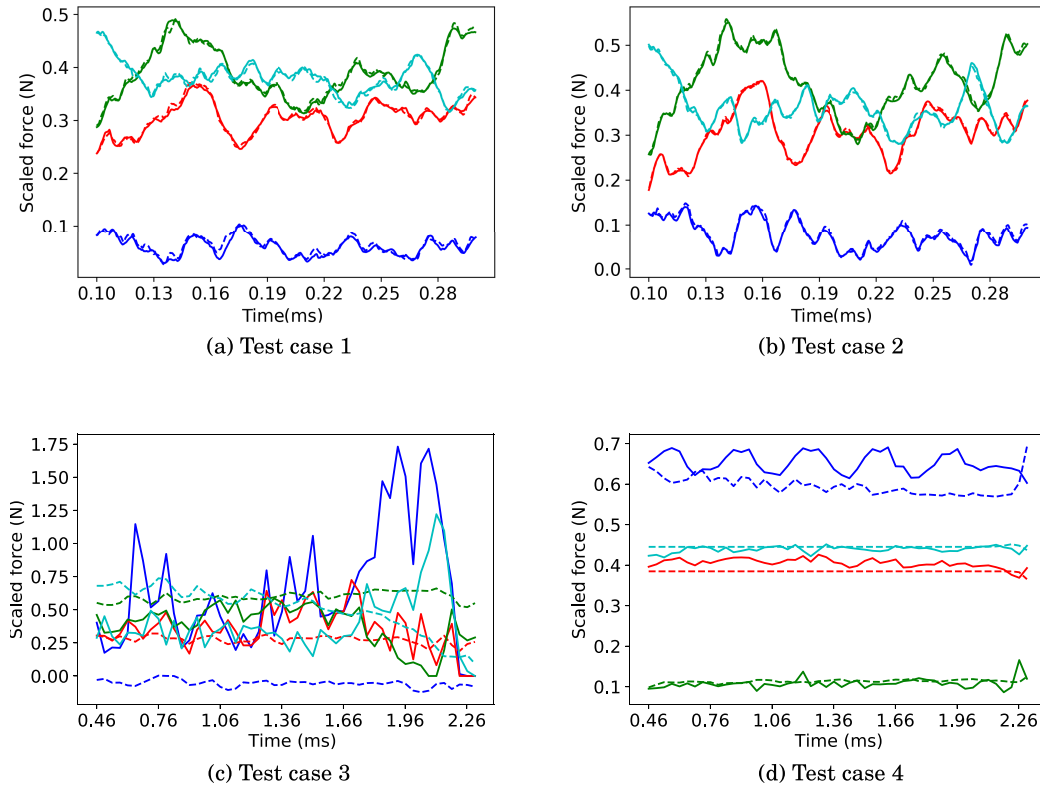 0.5
0.4
0.3
0.2
0.1
Scaled force (N)
0.10 0.13 0.16 0.19 0.22 0.25 0.28
Time(ms)
(a) Test case 1
0.5
0.4
0.3
0.2
0.1
0.0
Scaled force (N)
0.10 0.13 0.16 0.19 0.22 0.25 0.28
Time(ms)
(b) Test case 2
1.75
1.50
1.25
1.00
0.75
0.50
0.25
0.00
Scaled force (N)
0.46 0.76 1.06 1.36 1.66 1.96 2.26
Time (ms)
(c) Test case 3
0.7
0.6
0.5
0.4
0.3
0.2
0.1
Scaled force (N)
0.46 0.76 1.06 1.36 1.66 1.96 2.26
Time (ms)
(d) Test case 4